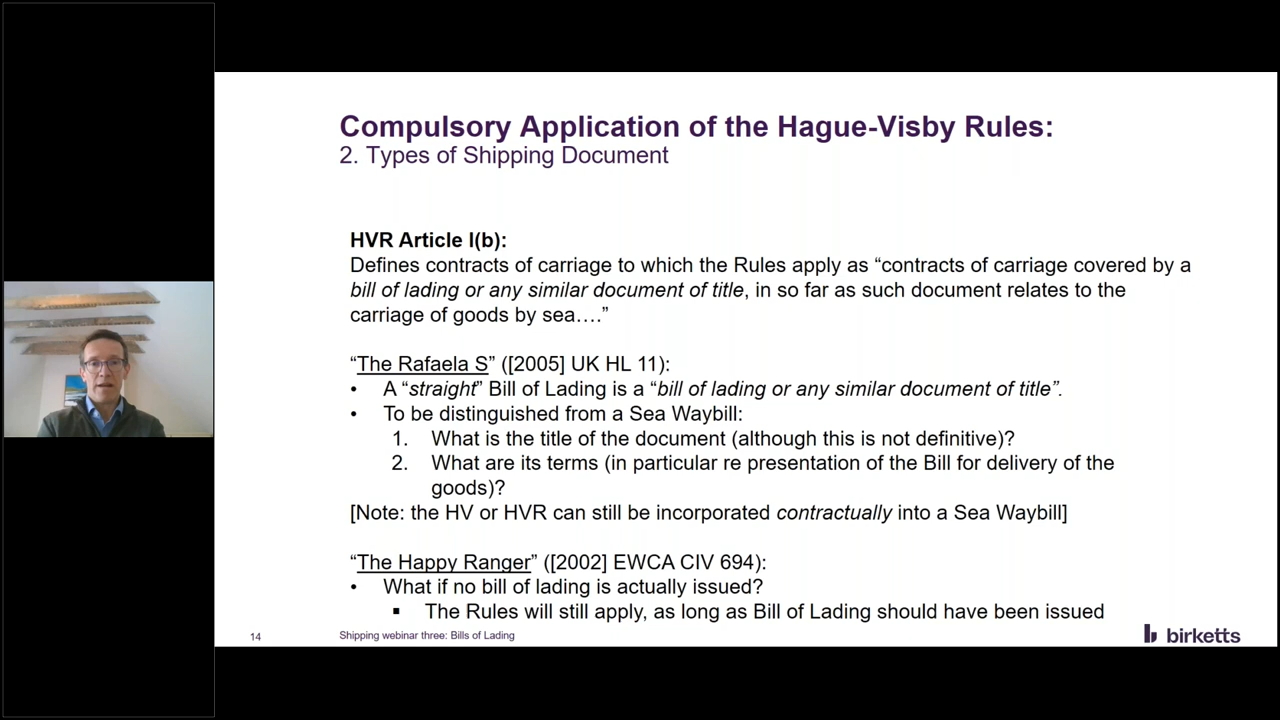 Compulsory Application of the Hague-Visby Rules:
2. Types of Shipping Document
HVR Article I(b):
Defines contracts of carriage to which the Rules apply as “contracts of carriage covered by a
bill of lading or any similar document of title, in so far as such document relates to the
carriage of goods by sea….”
“The Rafaela S” ([2005] UK HL 11):
• A “straight” Bill of Lading is a “bill of lading or any similar document of title”.
• To be distinguished from a Sea Waybill:
1. What is the title of the document (although this is not definitive)?
2. What are its terms (in particular re presentation of the Bill for delivery of the
goods)?
[Note: the HV or HVR can still be incorporated contractually into a Sea Waybill]
“The Happy Ranger” ([2002] EWCA CIV 694):
• What if no bill of lading is actually issued?
▪ The Rules will still apply, as long as Bill of Lading should have been issued
14 Shipping webinar three: Bills of Lading
birketts